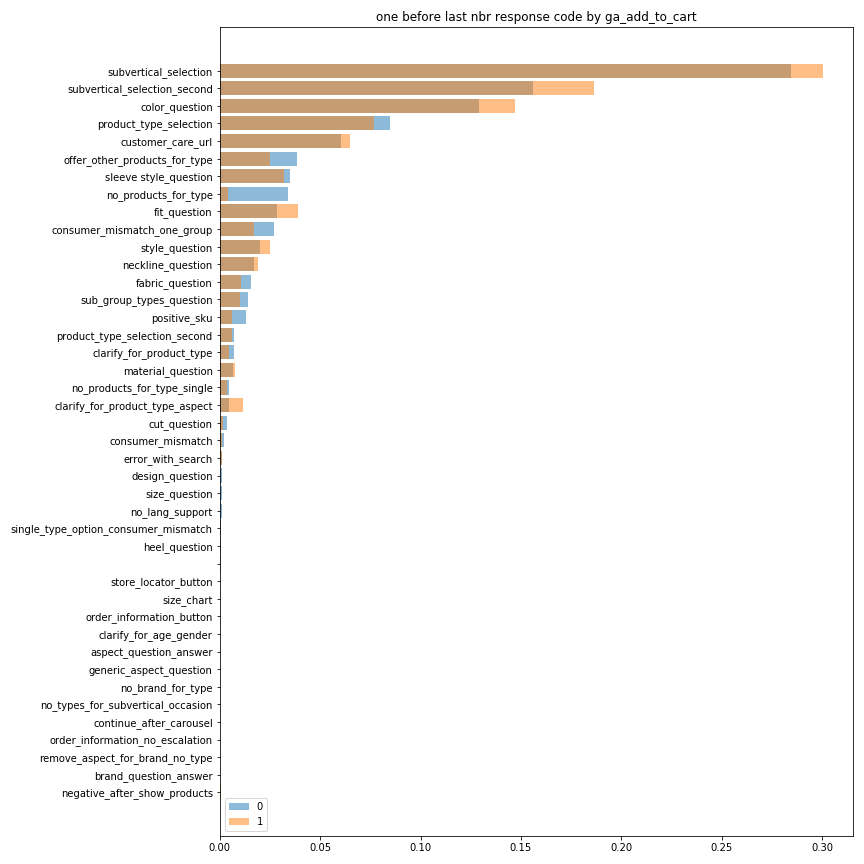 one before last nbr response code by ga_add_to_cart
subvertical_selection
subvertical_selection_second
color_question
product_type_selection
customer_care_url
offer_other_products_for_type
sleeve style_question
no_products_for_type
fit_question
consumer_mismatch_one_group
style_question
neckline_question
fabric_question
sub_group_types_question
positive_sku
product_type_selection_second
clarify_for_product_type
material_question
no_products_for_type_single
clarify_for_product_type_aspect
cut_question
consumer_mismatch
error_with_search
design_question
size_question
no_lang_support
single_type_option_consumer_mismatch
heel_question
store_locator_button
size_chart
order_information_button
clarify_for_age_gender
aspect_question_answer
generic_aspect_question
no_brand_for_type
no_types_for_subvertical_occasion
continue_after_carousel
order_information_no_escalation
remove_aspect_for_brand_no_type
brand_question_answer
negative_after_show_products
0
1
0.00 0.05 0.10 0.15 0.20 0.25 0.30